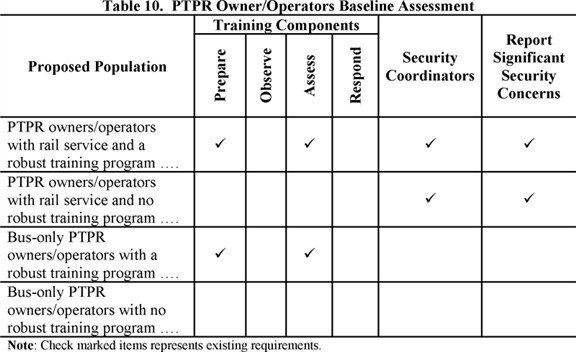 Table 10. PTPR Owner/Operators Baseline Assessment
Proposed Population
Training Components
Prepare
Observe
Assess
Respond
Security
Coordinators
Report
Significant
Security
Concerns
PTPR owners/operators
with rail service and a
robust training program ….
✓ ✓ ✓ ✓
PTPR owners/operators
with rail service and no
robust training program ….
✓ ✓
Bus-only PTPR
owners/operators with a
robust training program ….
✓ ✓
Bus-only PTPR
owners/operators with no
robust training program ….
Note: Check marked items represents existing requirements.